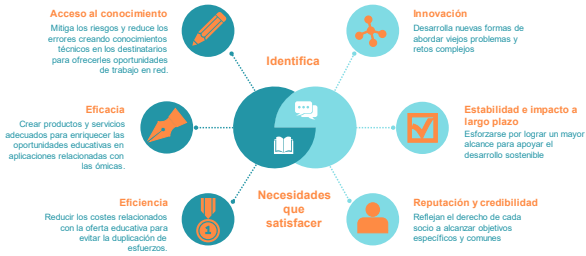 Acceso al conocimiento
Mitiga los riesgos y reduce los
errores creando conocimientos
técnicos en los destinatarios
para ofrecerles oportunidades
de trabajo en red.
Eficacia
Crear productos y servicios
adecuados para enriquecer las
oportunidades educativas en
aplicaciones relacionadas con
las ómicas.
Eficiencia
Reducir los costes relacionados
con la oferta educativa para
evitar la duplicación de
esfuerzos.
1
Identifica
Necesidades
que
satisfacer
Innovación
Desarrolla nuevas formas de
abordar viejos problemas y
retos complejos
Estabilidad e impacto a
largo plazo
Esforzarse por lograr un mayor
alcance para apoyar el
desarrollo sostenible
Reputación y credibilidad
Reflejan el derecho de cada
socio a alcanzar objetivos
específicos y comunes